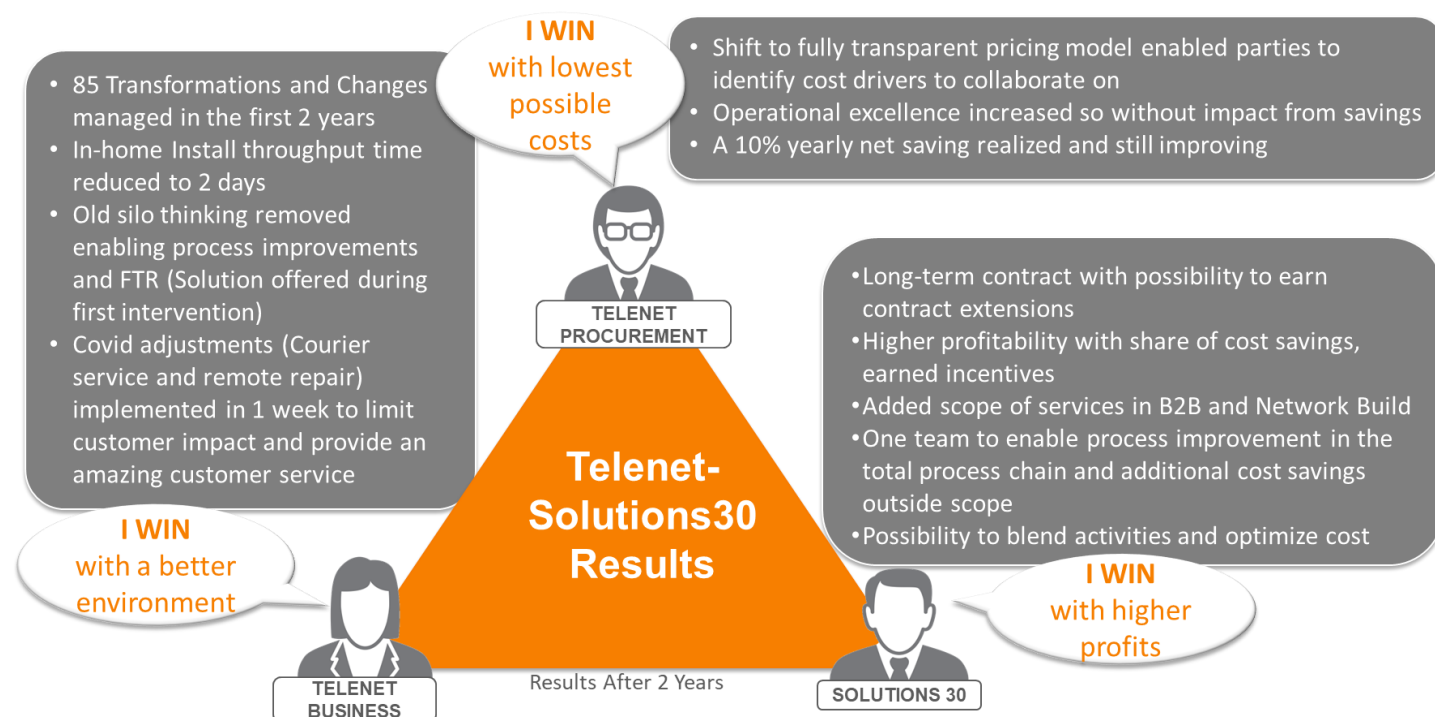 I WIN
with lowest
possible
costs
• Shift to fully transparent pricing model enabled parties to
identify cost drivers to collaborate on
• Operational excellence increased so without impact from savings
• A 10% yearly net saving realized and still improving
• 85 Transformations and Changes
managed in the first 2 years
• In-home Install throughput time
reduced to 2 days
• Old silo thinking removed
enabling process improvements
and FTR (Solution offered during
first intervention)
• Covid adjustments (Courier
service and remote repair)
implemented in 1 week to limit
customer impact and provide an
amazing customer service
TELENET
PROCUREMENT
•Long-term contract with possibility to earn
contract extensions
•Higher profitability with share of cost savings,
earned incentives
•Added scope of services in B2B and Network Build
•One team to enable process improvement in the
total process chain and additional cost savings
outside scope
•Possibility to blend activities and optimize cost
Telenet-
Solutions30
Results
I WIN
with a better
environment
I WIN
with higher
profits
TELENET
BUSINESS
Results After 2 Years
SOLUTIONS 30